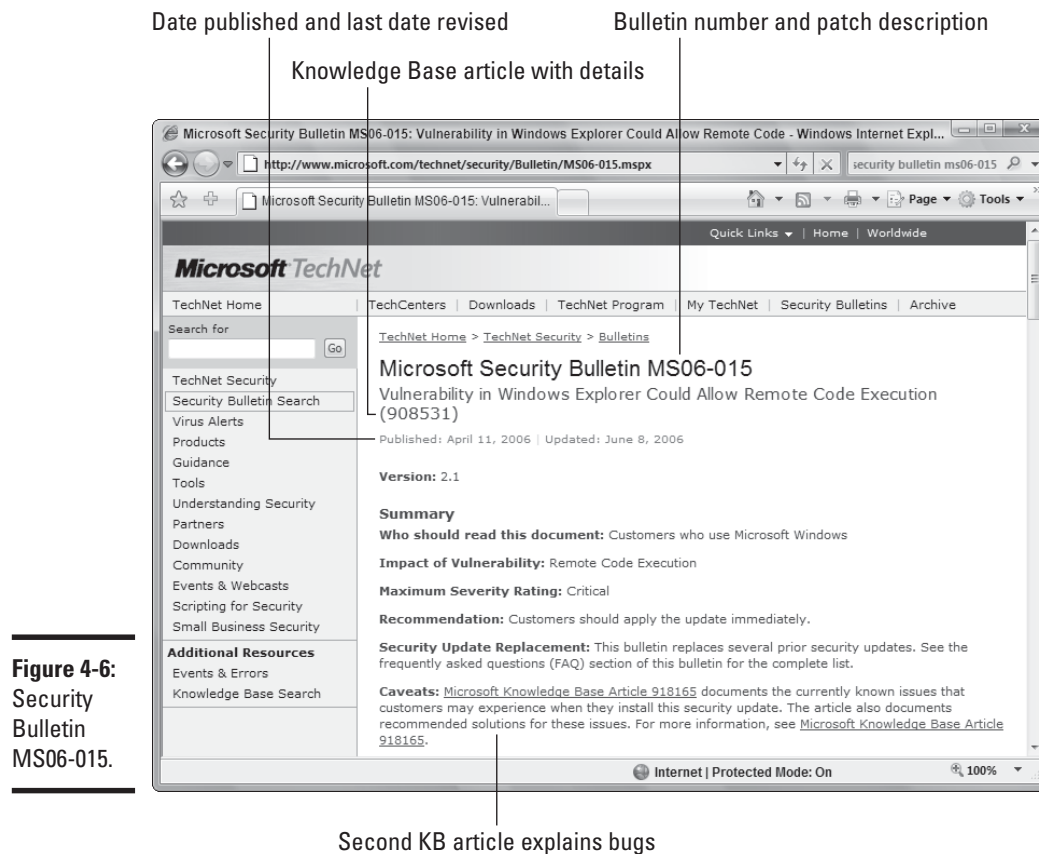 Date published and last date revised
Bulletin number and patch description
Knowledge Base article with details
Microsoft Security Bulletin MS06-015: Vulnerability in Windows Explorer Could Allow Remote Code - Windows Internet Expl...
http://www.microsoft.com/technet/security/Bulletin/MS06-015.mspx
security bulletin ms06-015
Microsoft Security Bulletin MS06-015: Vulnerabil...
Page
Tools
Quick Links | Home | Worldwide
Microsoft TechNet
TechNet Home | TechCenters | Downloads | TechNet Program | My TechNet | Security Bulletins | Archive
Search for
Go
TechNet Security
Security Bulletin Search
Virus Alerts
Products
Guidance
Tools
Understanding Security
Partners
Downloads
Community
Events & Webcasts
Scripting for Security
Small Business Security
Additional Resources
Events & Errors
Knowledge Base Search
TechNet Home > TechNet Security > Bulletins
Microsoft Security Bulletin MS06-015
Vulnerability in Windows Explorer Could Allow Remote Code Execution
(908531)
Published: April 11, 2006 | Updated: June 8, 2006
Version: 2.1
Summary
Who should read this document: Customers who use Microsoft Windows
Impact of Vulnerability: Remote Code Execution
Maximum Severity Rating: Critical
Recommendation: Customers should apply the update immediately.
Security Update Replacement: This bulletin replaces several prior security updates. See the
frequently asked questions (FAQ) section of this bulletin for the complete list.
Caveats: Microsoft Knowledge Base Article 918165 documents the currently known issues that
customers may experience when they install this security update. The article also documents
recommended solutions for these issues. For more information, see Microsoft Knowledge Base Article
918165.
Internet | Protected Mode: On
100%
Second KB article explains bugs
Figure 4-6:
Security
Bulletin
MS06-015.